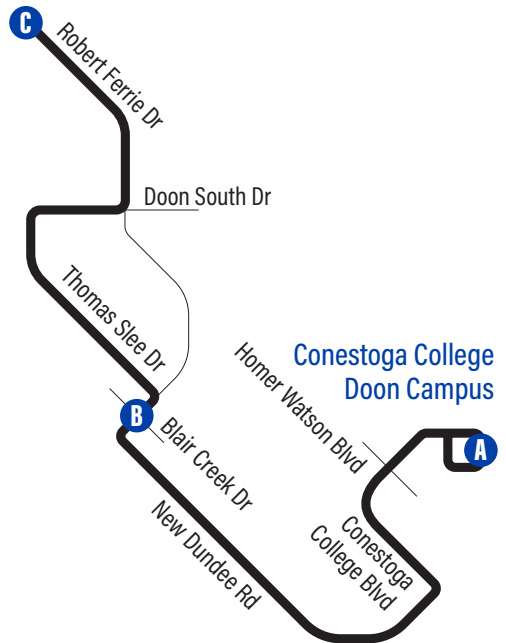 C
Robert Ferrie Dr
Doon South Dr
Thomas Slee Dr
Conestoga College
Doon Campus
Homer Watson Blvd
B
Blair Creek Dr
A
New Dundee Rd
Conestoga
College Blvd